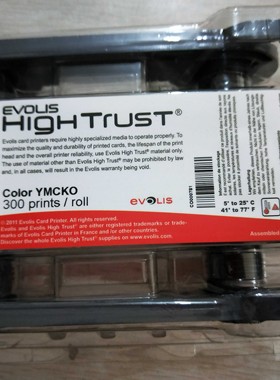 EVOLIS
HIGH TRUST®
Evolis card printers require highly specialized media to operate properly. To
maximize the quality and durability of printed cards, the lifespan of the print
head and the overall printer reliability, use Evolis High Trust® material only.
The use of material other than Evolis High Trust® may be prohibited by law
and, in all cases, will result in the Evolis warranty being void.
Color YMCKO
300 prints / roll
evolis
© 2011 Evolis Card Printer. All rights reserved.
Evolis and Evolis High Trust® are either registered trademarks or trade-
marks of Evolis Card Printer in France and /or other countries.
Discover the whole Evolis High Trust® supplies on www.evolis.com
5° to 25° C
41° to 77° F
Assembled